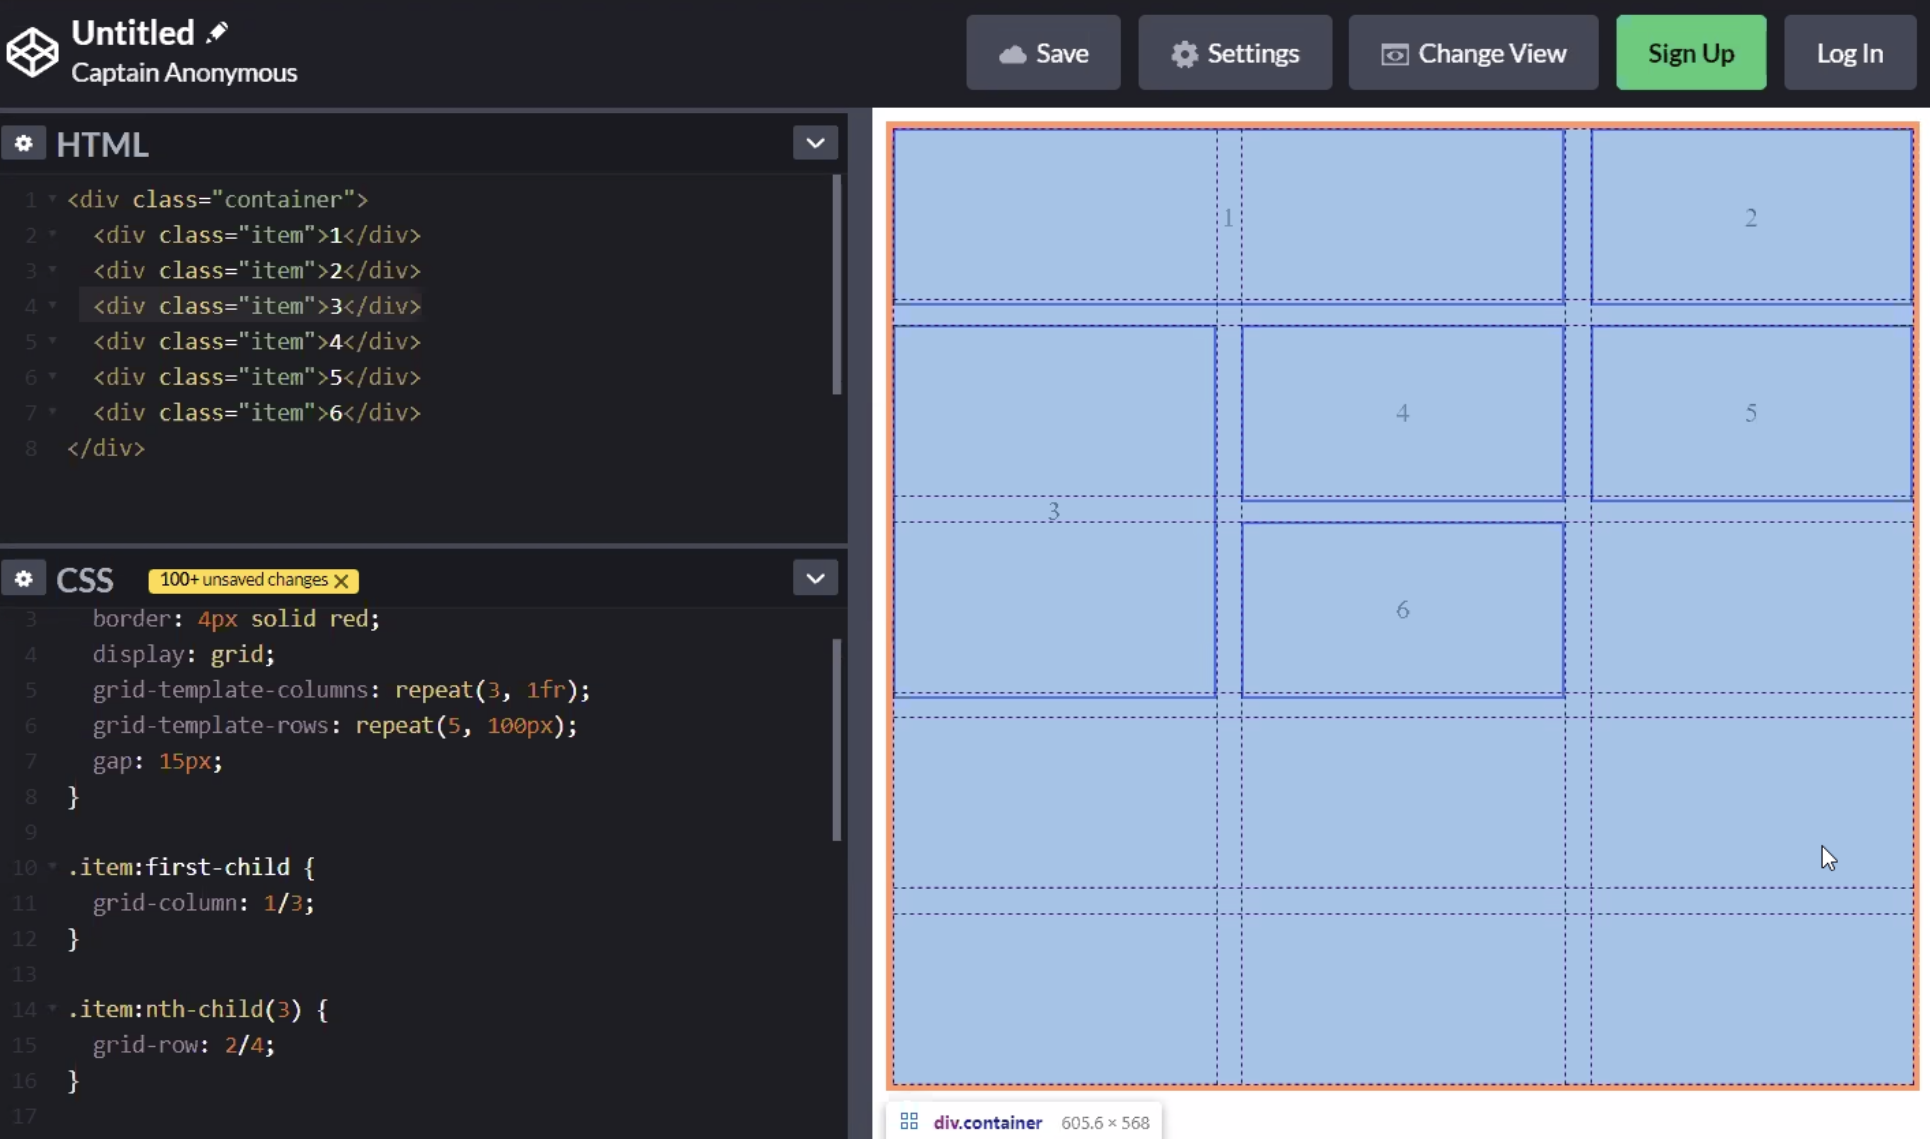 Untitled
Captain Anonymous
Save
Settings
Change View
Sign Up
Log In
HTML
1 <div class="container">
2 <div class="item">1</div>
3 <div class="item">2</div>
4 <div class="item">3</div>
5 <div class="item">4</div>
6 <div class="item">5</div>
7 <div class="item">6</div>
8 </div>
CSS
100+ unsaved changes
3 border: 4px solid red;
4 display: grid;
5 grid-template-columns: repeat(3, 1fr);
6 grid-template-rows: repeat(5, 100px);
7 gap: 15px;
8 }
9
10 .item:first-child {
11 grid-column: 1/3;
12 }
13
14 .item:nth-child(3) {
15 grid-row: 2/4;
16 }
17
1
2
3
4
5
6
div.container 605.6 × 568